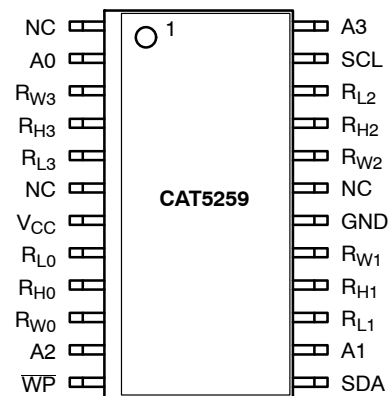 NC 1 A3
A0 SCL
RW3 RL2
RH3 RH2
RL3 RW2
NC CAT5259 NC
VCC GND
RL0 RW1
RH0 RH1
RW0 RL1
A2 A1
W̅P̅ SDA